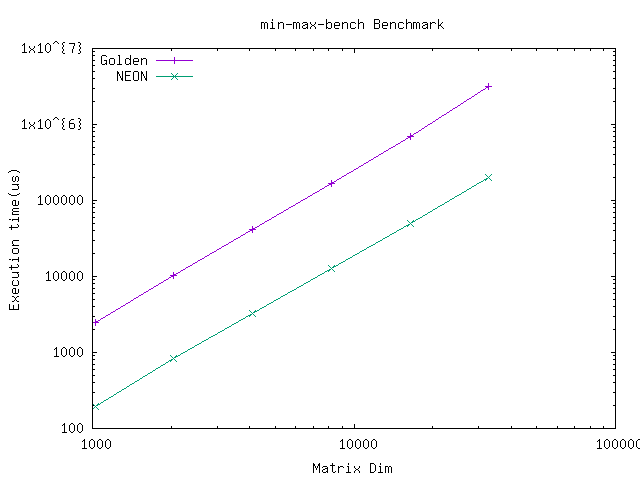 min-max-bench Benchmark
1x10^{7}
Golden
NEON
1x10^{6}
100000
10000
1000
100
Execution time(us)
1000 10000 100000
Matrix Dim